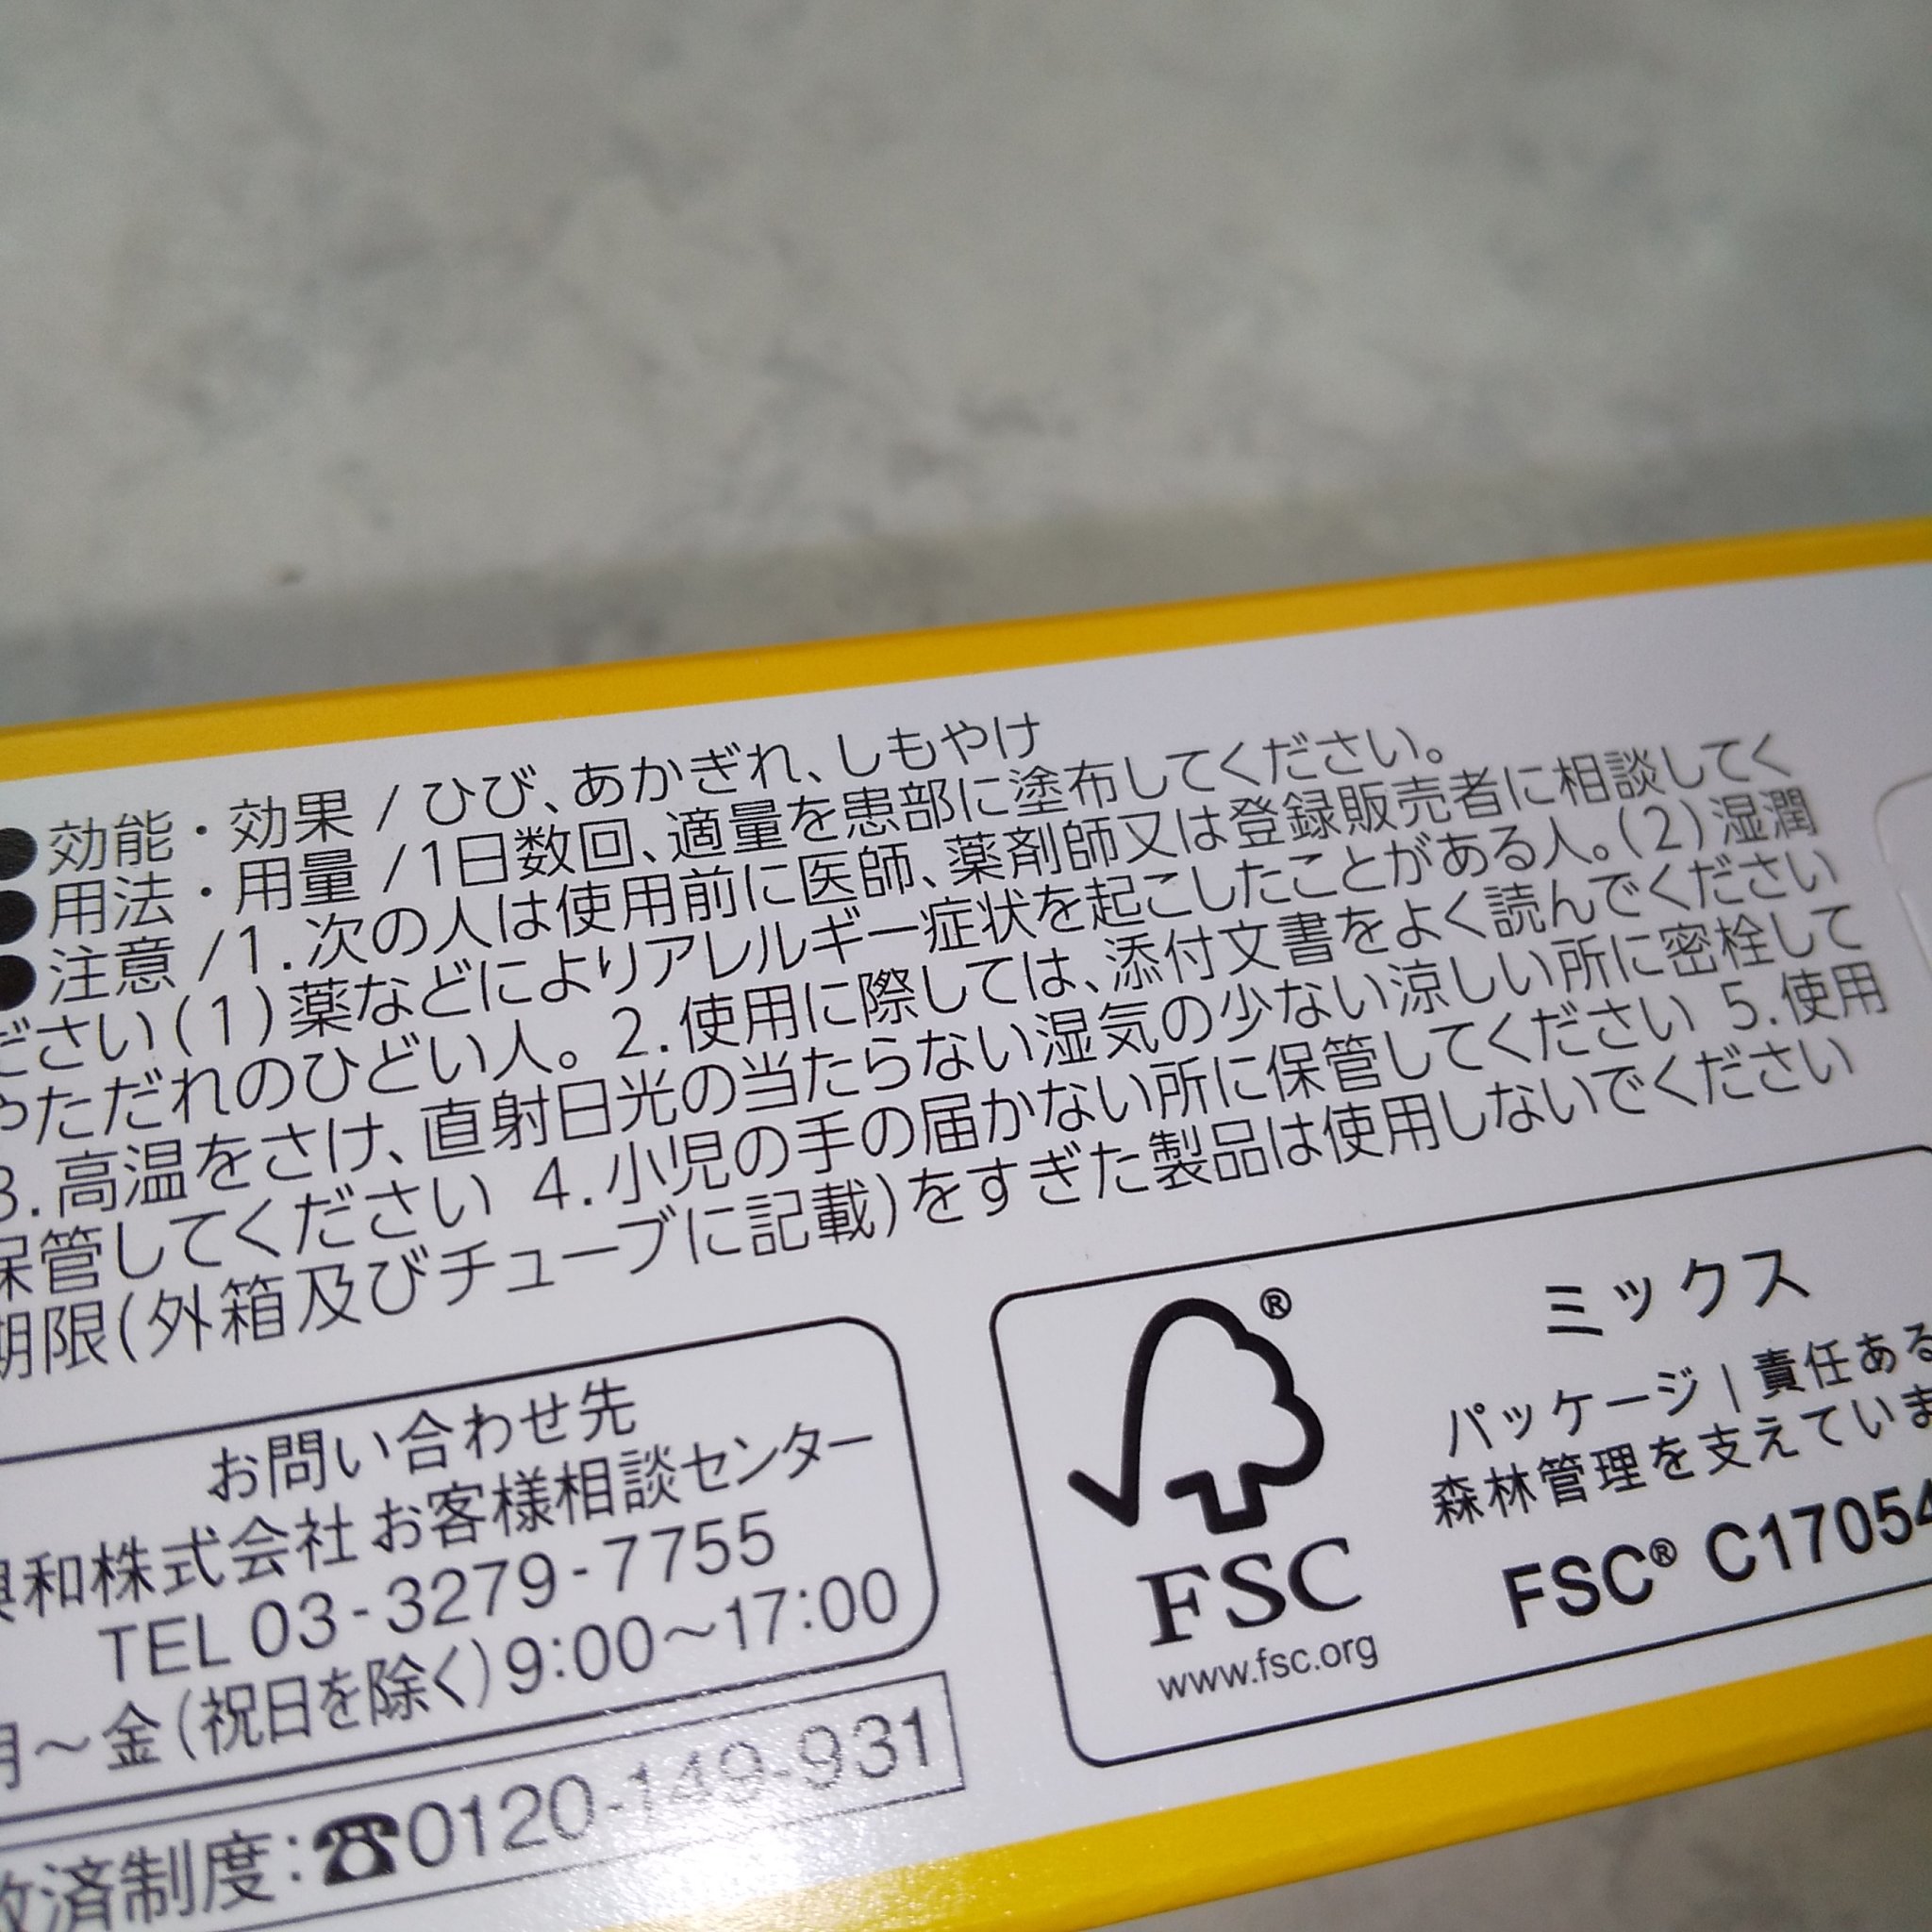 ●効能・効果/ひび、あかぎれ、しもやけ
●用法・用量/1日数回、適量を患部に塗布してください。
●注意/1.次の人は使用前に医師、薬剤師又は登録販売者に相談してく
ださい(1)薬などによりアレルギー症状を起こしたことがある人。(2)湿潤
やただれのひどい人。2.使用に際しては、添付文書をよく読んでください
3.高温をさけ、直射日光の当たらない湿気の少ない涼しい所に密栓して
保管してください 4.小児の手の届かない所に保管してください 5.使用
期限(外箱及びチューブに記載)をすぎた製品は使用しないでください
お問い合わせ先
興和株式会社 お客様相談センター
TEL 03-3279-7755
月〜金(祝日を除く)9:00〜17:00
救済制度:☎0120-149-931
®
FSC
www.fsc.org
ミックス
パッケージ|責任ある
森林管理を支えていま
FSC® C17054